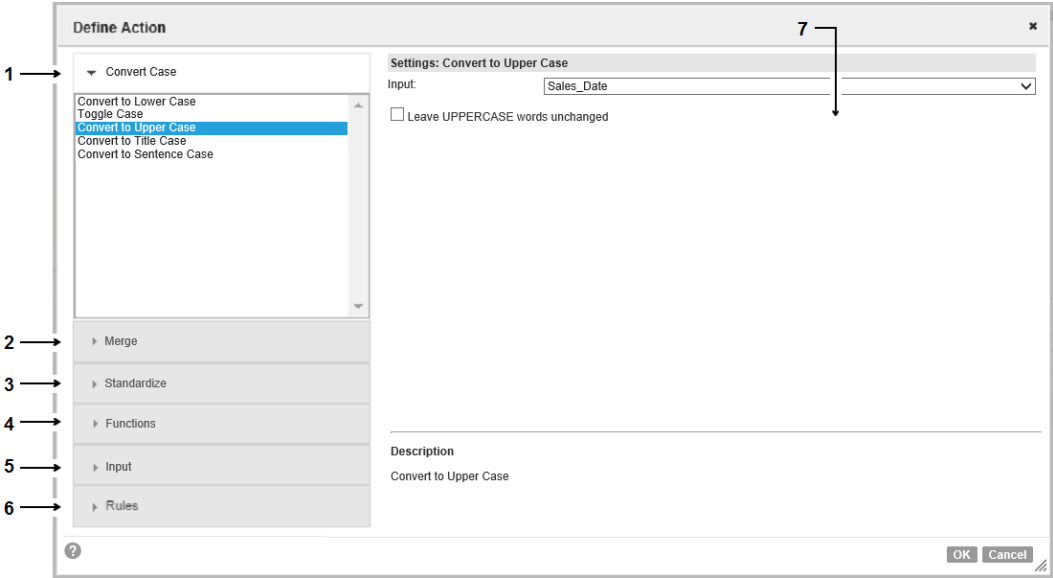 Define Action
7
1
Convert Case
Convert to Lower Case
Toggle Case
Convert to Upper Case
Convert to Title Case
Convert to Sentence Case
2
Merge
3
Standardize
4
Functions
5
Input
6
Rules
Settings: Convert to Upper Case
Input: Sales_Date
Leave UPPERCASE words unchanged
Description
Convert to Upper Case
?
OK Cancel